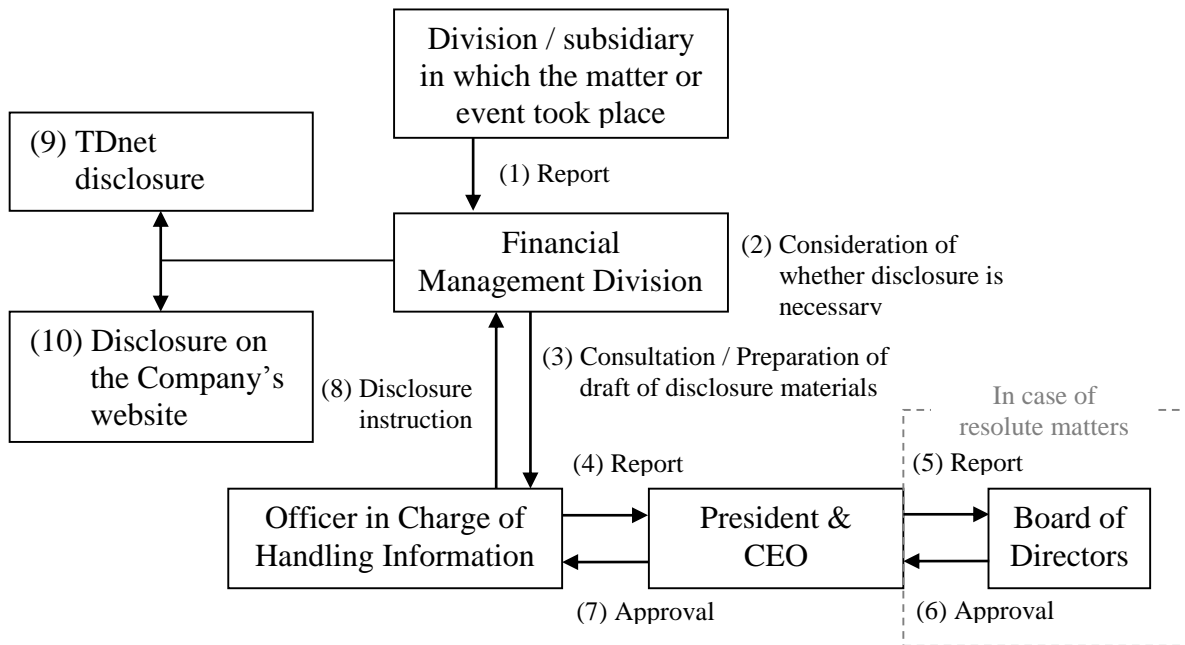 Division / subsidiary
in which the matter or
event took place
(9) TDnet
disclosure
(1) Report
Financial
Management Division
(2) Consideration of
whether disclosure is
necessary
(10) Disclosure on
the Company's
website
(3) Consultation / Preparation of
draft of disclosure materials
(8) Disclosure
instruction
In case of
resolute matters
(4) Report
(5) Report
Officer in Charge of
Handling Information
President &
CEO
Board of
Directors
(7) Approval
(6) Approval